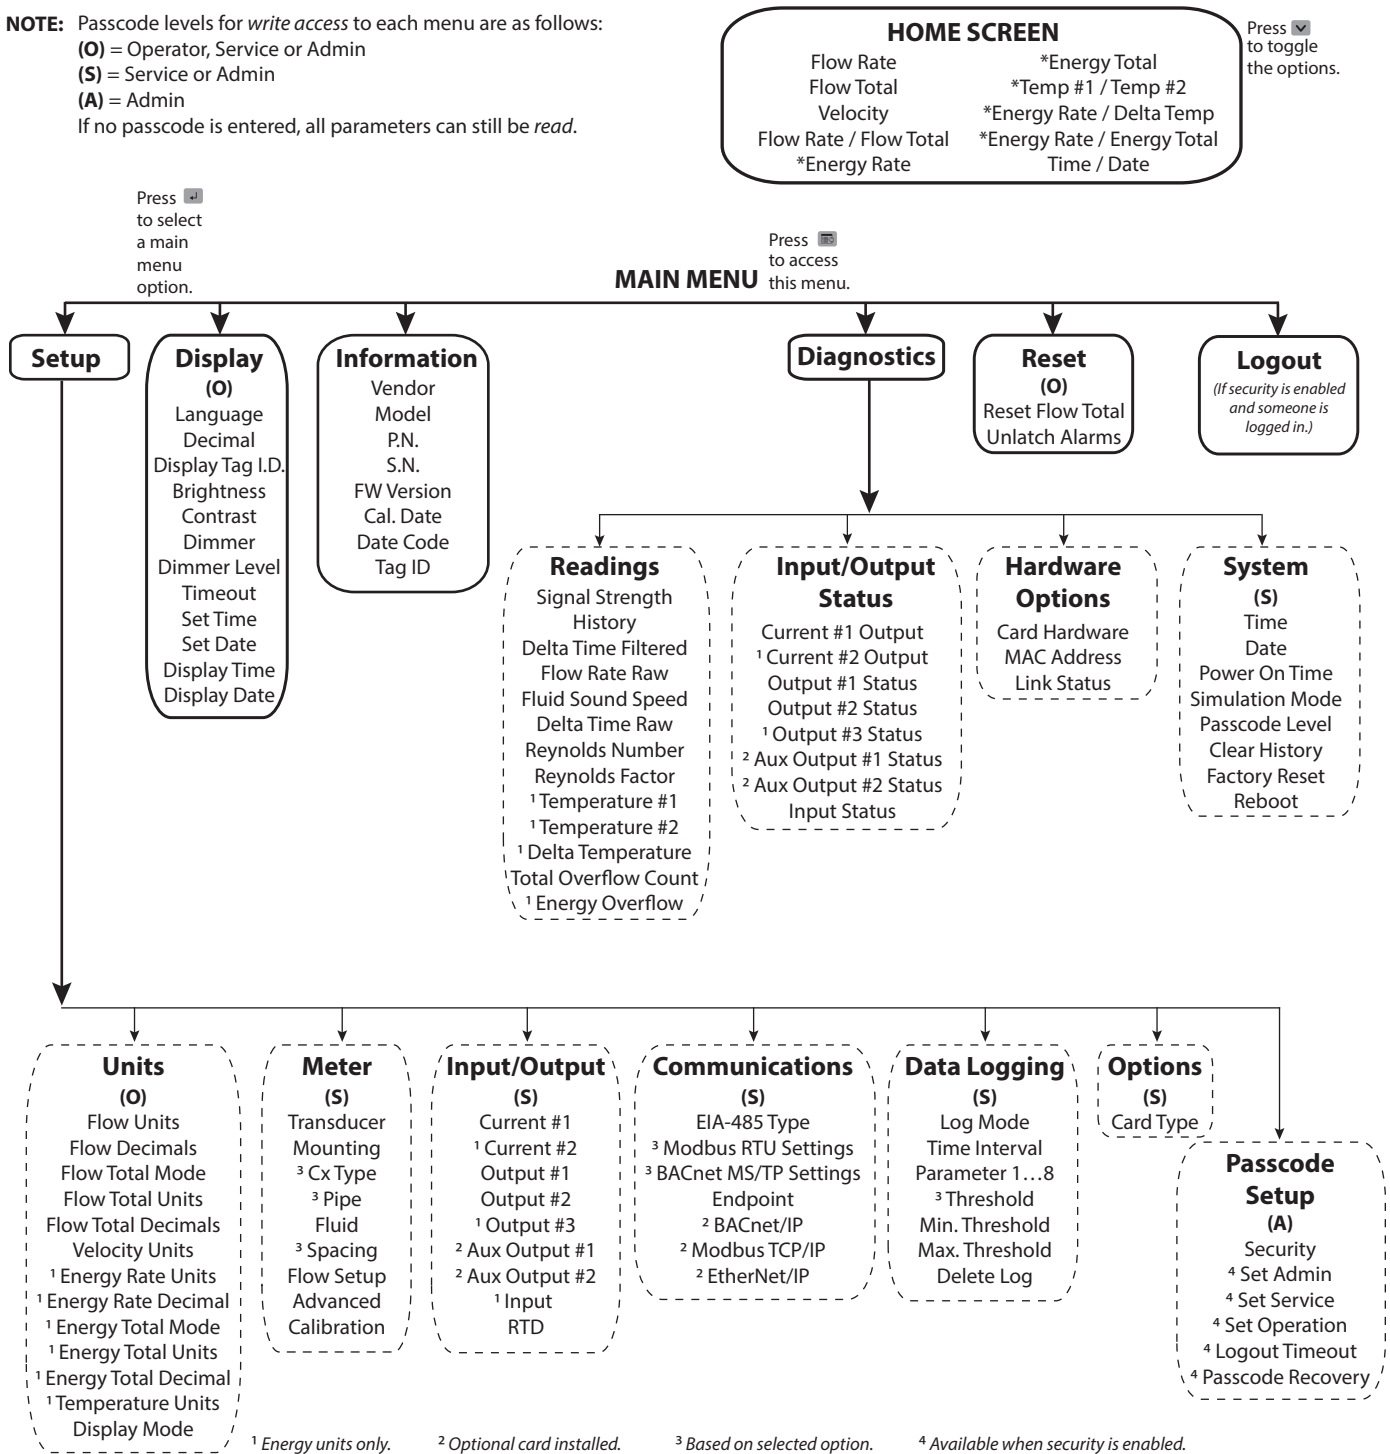 NOTE: Passcode levels for write access to each menu are as follows:
(O) = Operator, Service or Admin
(S) = Service or Admin
(A) = Admin
If no passcode is entered, all parameters can still be read.
HOME SCREEN
Flow Rate
Flow Total
Velocity
Flow Rate / Flow Total
*Energy Rate
*Energy Total
*Temp #1 / Temp #2
*Energy Rate / Delta Temp
*Energy Rate / Energy Total
Time / Date
Press
to toggle
the options.
Press
to select
a main
menu
option.
MAIN MENU
Press
to access
this menu.
Setup
Display
(O)
Language
Decimal
Display Tag I.D.
Brightness
Contrast
Dimmer
Dimmer Level
Timeout
Set Time
Set Date
Display Time
Display Date
Information
Vendor
Model
P.N.
S.N.
FW Version
Cal. Date
Date Code
Tag ID
Diagnostics
Reset
(O)
Reset Flow Total
Unlatch Alarms
Logout
(If security is enabled
and someone is
logged in.)
Readings
Signal Strength
History
Delta Time Filtered
Flow Rate Raw
Fluid Sound Speed
Delta Time Raw
Reynolds Number
Reynolds Factor
¹ Temperature #1
¹ Temperature #2
¹ Delta Temperature
Total Overflow Count
¹ Energy Overflow
Input/Output
Status
Current #1 Output
¹ Current #2 Output
Output #1 Status
Output #2 Status
¹ Output #3 Status
² Aux Output #1 Status
² Aux Output #2 Status
Input Status
Hardware
Options
Card Hardware
MAC Address
Link Status
System
(S)
Time
Date
Power On Time
Simulation Mode
Passcode Level
Clear History
Factory Reset
Reboot
Units
(O)
Flow Units
Flow Decimals
Flow Total Mode
Flow Total Units
Flow Total Decimals
Velocity Units
¹ Energy Rate Units
¹ Energy Rate Decimal
¹ Energy Total Mode
¹ Energy Total Units
¹ Energy Total Decimal
¹ Temperature Units
Display Mode
Meter
(S)
Transducer
Mounting
³ Cx Type
³ Pipe
Fluid
³ Spacing
Flow Setup
Advanced
Calibration
Input/Output
(S)
Current #1
¹ Current #2
Output #1
Output #2
¹ Output #3
² Aux Output #1
² Aux Output #2
¹ Input
RTD
Communications
(S)
EIA-485 Type
³ Modbus RTU Settings
³ BACnet MS/TP Settings
Endpoint
² BACnet/IP
² Modbus TCP/IP
² EtherNet/IP
Data Logging
(S)
Log Mode
Time Interval
Parameter 1…8
³ Threshold
Min. Threshold
Max. Threshold
Delete Log
Options
(S)
Card Type
Passcode
Setup
(A)
Security
⁴ Set Admin
⁴ Set Service
⁴ Set Operation
⁴ Logout Timeout
⁴ Passcode Recovery
¹ Energy units only.
² Optional card installed.
³ Based on selected option.
⁴ Available when security is enabled.